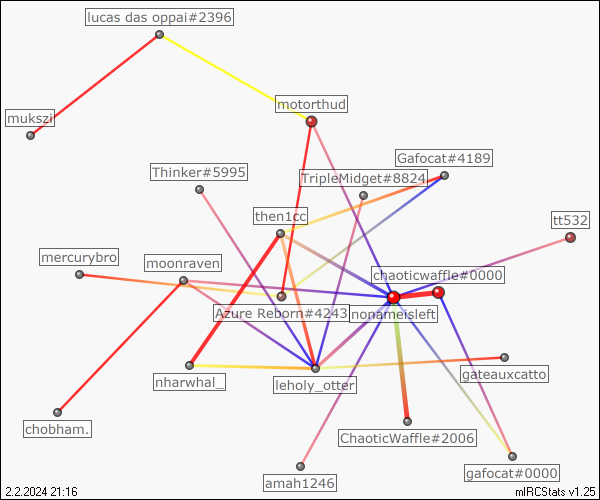 lucas das oppai#2396
motorthud
mukszi
Gafocat#4189
Thinker#5995
TripleMidget#8824
then1cc
tt532
mercurybro
moonraven
chaoticwaffle#0000
Azure Reborn#4243
nonameisleft
gateauxcatto
nharwhal_
leholy_otter
chobham.
ChaoticWaffle#2006
gafocat#0000
amah1246
2.2.2024 21:16
mIRCStats v1.25